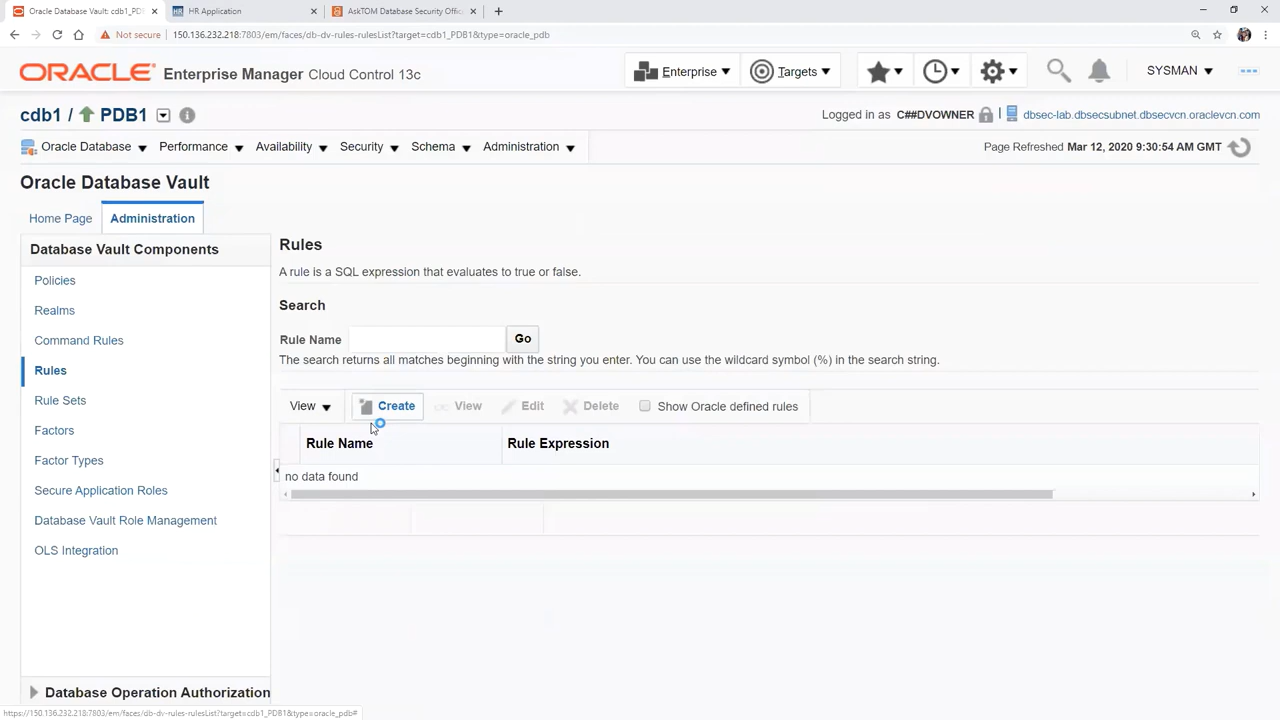 Oracle Database Vault: cdb1_PD
HR Application
AskTOM Database Security Offic
Not secure
150.136.232.218:7803/em/faces/db-dv-rules-rulesList?target=cdb1_PDB1&type=oracle_pdb
ORACLE Enterprise Manager Cloud Control 13c
Enterprise
Targets
SYSMAN
cdb1 / PDB1
Logged in as C##DVOWNER
dbsec-lab.dbsecsubnet.dbsecvcn.oraclevcn.com
Oracle Database
Performance
Availability
Security
Schema
Administration
Page Refreshed Mar 12, 2020 9:30:54 AM GMT
Oracle Database Vault
Home Page
Administration
Database Vault Components
Policies
Realms
Command Rules
Rules
Rule Sets
Factors
Factor Types
Secure Application Roles
Database Vault Role Management
OLS Integration
Database Operation Authorization
Rules
A rule is a SQL expression that evaluates to true or false.
Search
Rule Name
Go
The search returns all matches beginning with the string you enter. You can use the wildcard symbol (%) in the search string.
View
Create
View
Edit
Delete
Show Oracle defined rules
Rule Name
Rule Expression
no data found
https://150.136.232.218:7803/em/faces/db-dv-rules-rulesList?target=cdb1_PDB1&type=oracle_pdb#